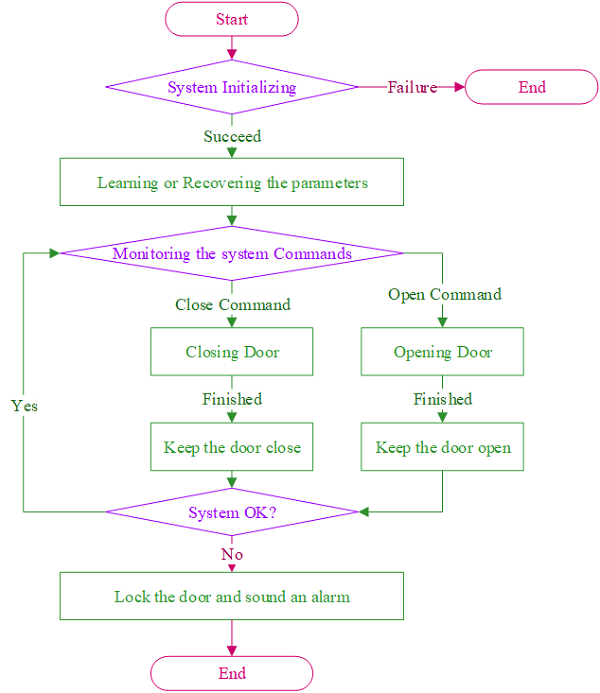 Start
System Initializing
Failure
End
Succeed
Learning or Recovering the parameters
Monitoring the system Commands
Close Command
Open Command
Closing Door
Opening Door
Yes
Finished
Finished
Keep the door close
Keep the door open
System OK?
No
Lock the door and sound an alarm
End